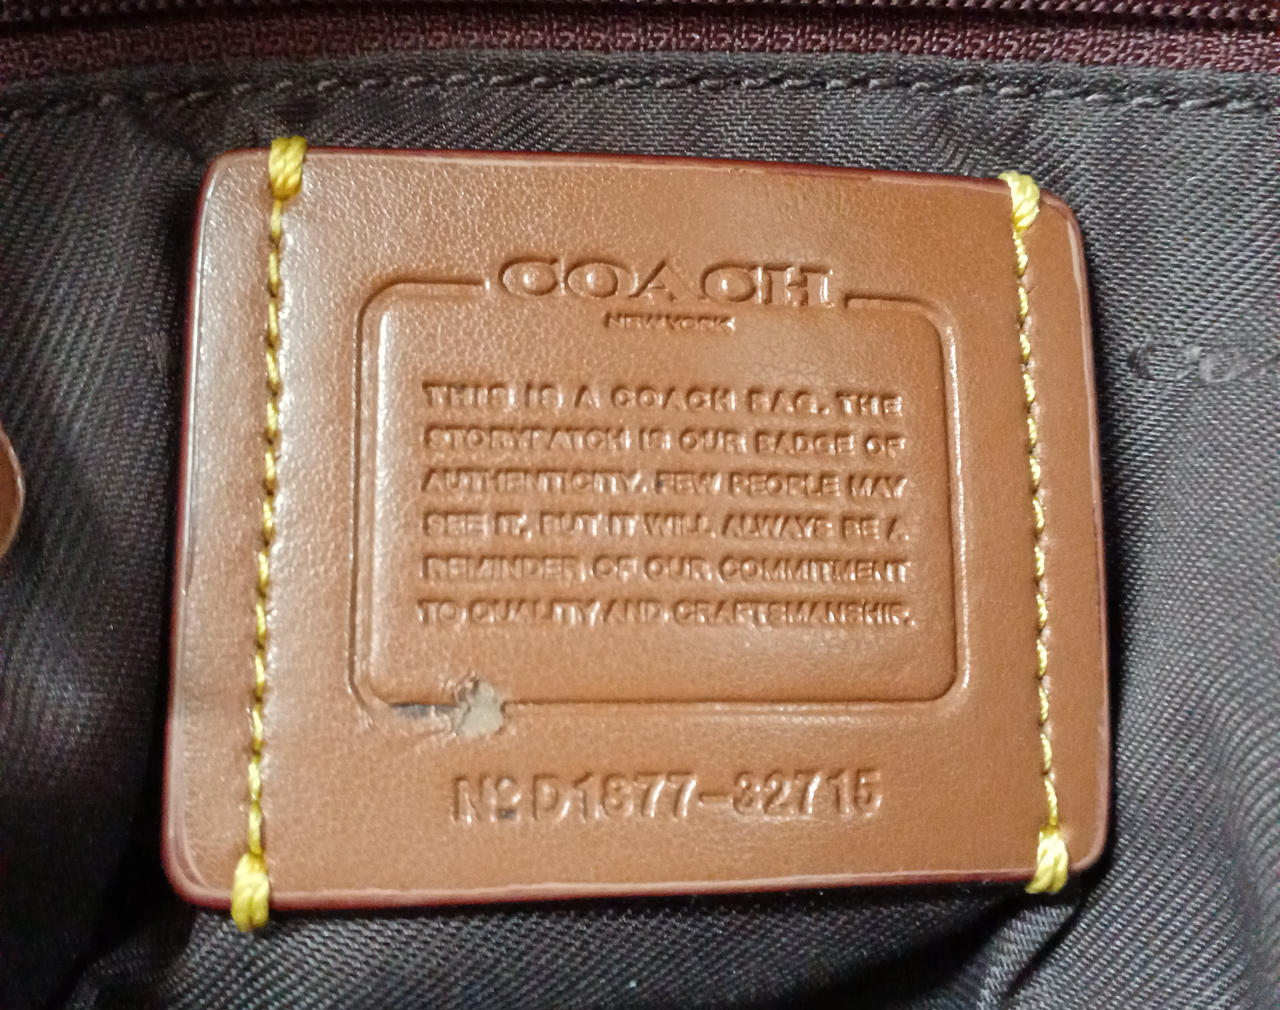 COACH
NEW YORK
THIS IS A COACH BAG. THE
STORYPATCH IS OUR BADGE OF
AUTHENTICITY. FEW PEOPLE MAY
SEE IT, BUT IT WILL ALWAYS BE A
REMINDER OF OUR COMMITMENT
TO QUALITY AND CRAFTSMANSHIP.
Nº D1877-32715